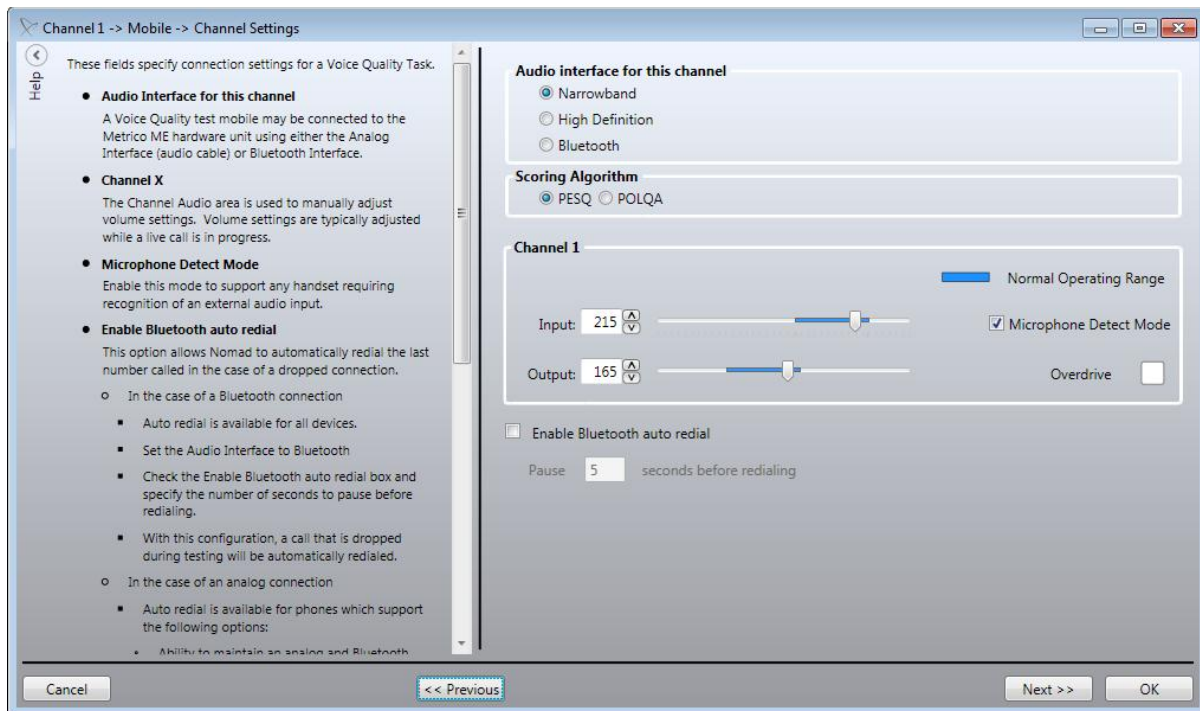 Channel 1 -> Mobile -> Channel Settings
Help
These fields specify connection settings for a Voice Quality Task.
• Audio Interface for this channel
A Voice Quality test mobile may be connected to the
Metrico ME hardware unit using either the Analog
Interface (audio cable) or Bluetooth Interface.
• Channel X
The Channel Audio area is used to manually adjust
volume settings. Volume settings are typically adjusted
while a live call is in progress.
• Microphone Detect Mode
Enable this mode to support any handset requiring
recognition of an external audio input.
• Enable Bluetooth auto redial
This option allows Nomad to automatically redial the last
number called in the case of a dropped connection.
o In the case of a Bluetooth connection
▪ Auto redial is available for all devices.
▪ Set the Audio Interface to Bluetooth
▪ Check the Enable Bluetooth auto redial box and
specify the number of seconds to pause before
redialing.
▪ With this configuration, a call that is dropped
during testing will be automatically redialed.
o In the case of an analog connection
▪ Auto redial is available for phones which support
the following options:
• Ability to maintain an analog and Bluetooth
Audio interface for this channel
Narrowband
High Definition
Bluetooth
Scoring Algorithm
PESQ POLQA
Channel 1
Normal Operating Range
Input: 215 Microphone Detect Mode
Output: 165 Overdrive
Enable Bluetooth auto redial
Pause 5 seconds before redialing
Cancel << Previous Next >> OK